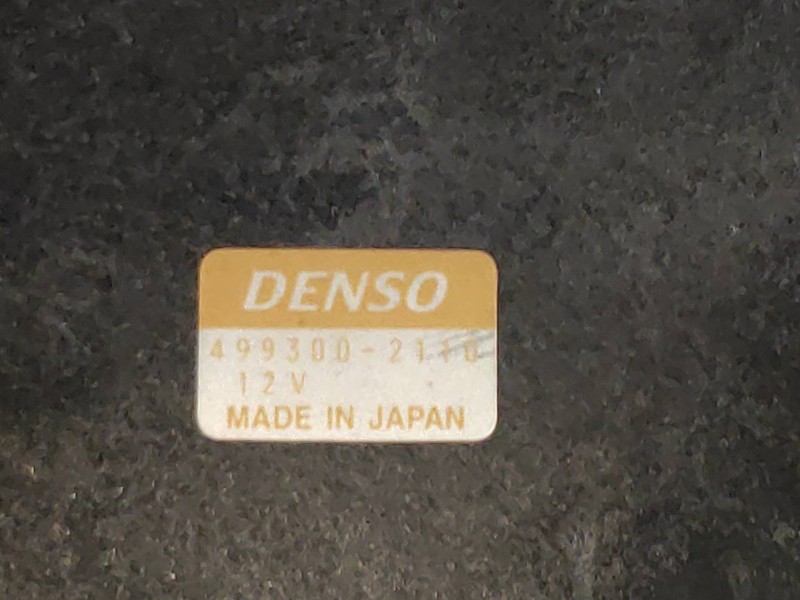 DENSO
499300-2110
12V
MADE IN JAPAN